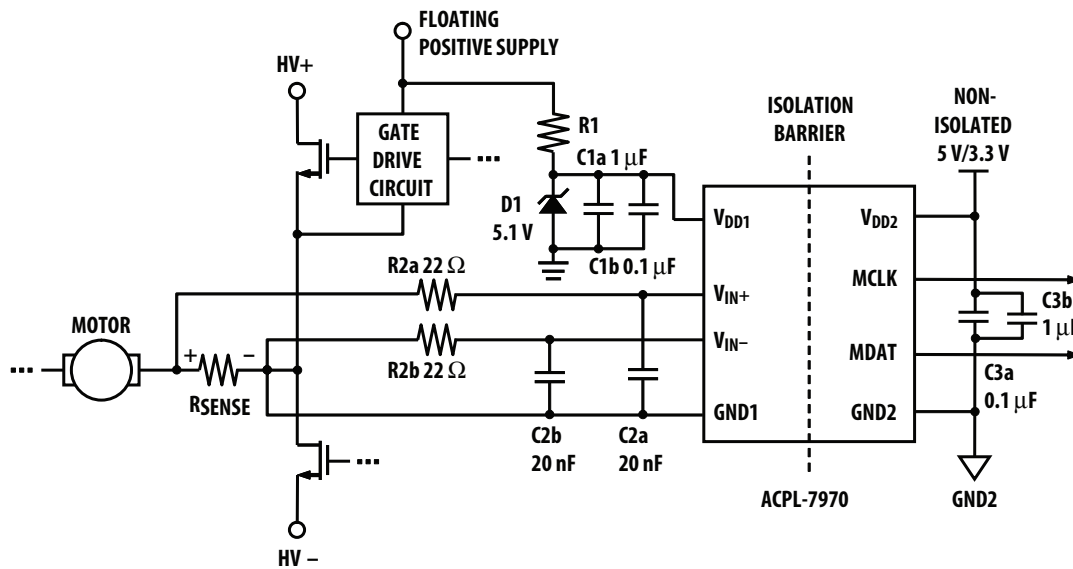 FLOATING
POSITIVE SUPPLY
HV+
GATE
DRIVE
CIRCUIT
R1
C1a 1 μF
D1
5.1 V
C1b 0.1 μF
ISOLATION
BARRIER
NON-
ISOLATED
5 V/3.3 V
VDD1
VIN+
VIN−
GND1
VDD2
MCLK
MDAT
GND2
R2a 22 Ω
R2b 22 Ω
MOTOR
+
−
RSENSE
C2b
20 nF
C2a
20 nF
C3b
1 μF
C3a
0.1 μF
ACPL-7970
GND2
HV −